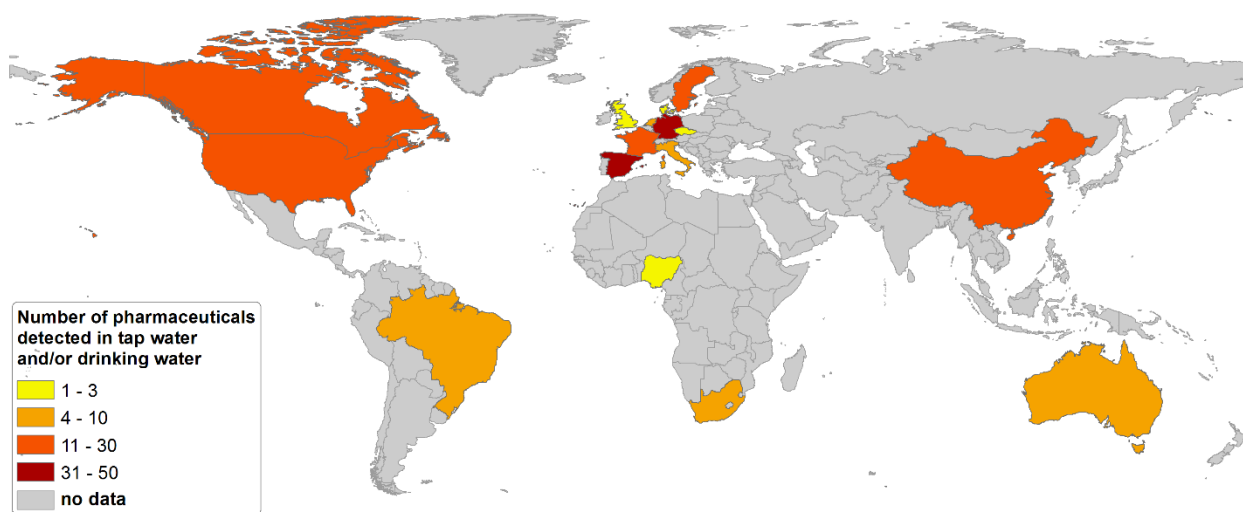 Number of pharmaceuticals
detected in tap water
and/or drinking water
1 - 3
4 - 10
11 - 30
31 - 50
no data